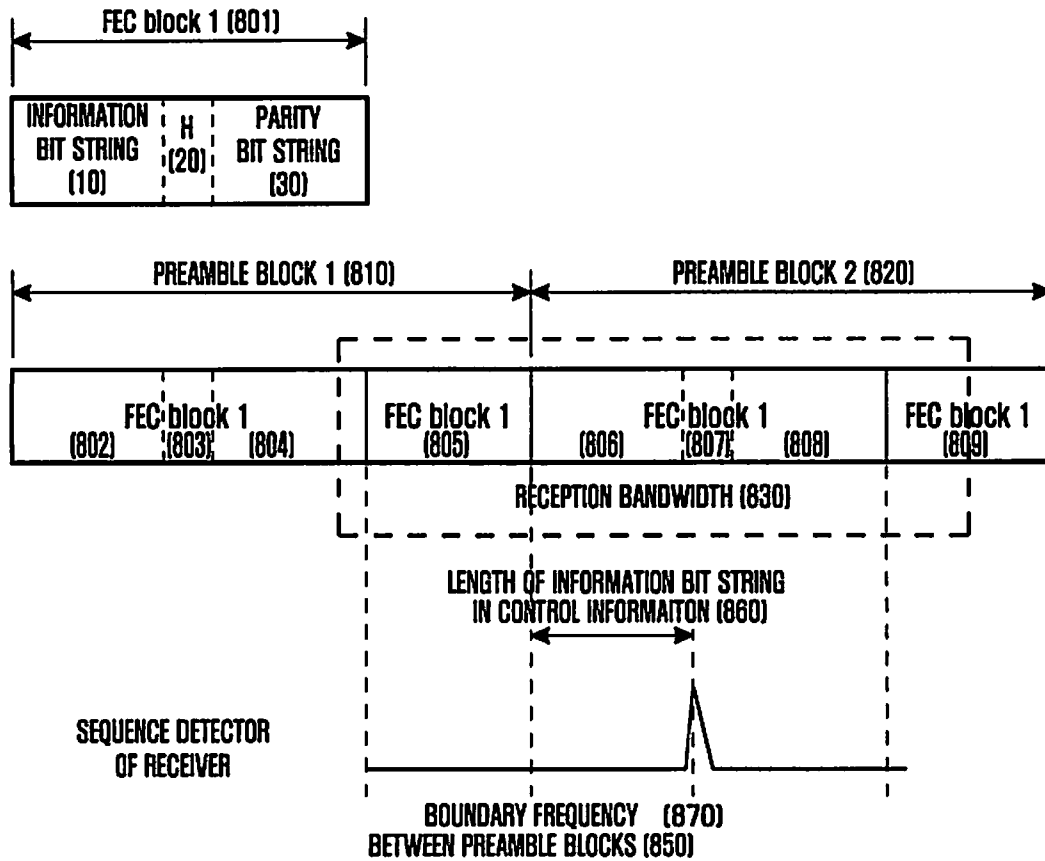 FEC block 1 (801)
INFORMATION BIT STRING (10)
H (20)
PARITY BIT STRING (30)
PREAMBLE BLOCK 1 (810)
PREAMBLE BLOCK 2 (820)
FEC block 1
(802) (803) (804)
FEC block 1
(805)
FEC block 1
(806) (807) (808)
FEC block 1
(809)
RECEPTION BANDWIDTH (830)
LENGTH OF INFORMATION BIT STRING
IN CONTROL INFORMAITON (860)
SEQUENCE DETECTOR
OF RECEIVER
BOUNDARY FREQUENCY (870)
BETWEEN PREAMBLE BLOCKS (850)